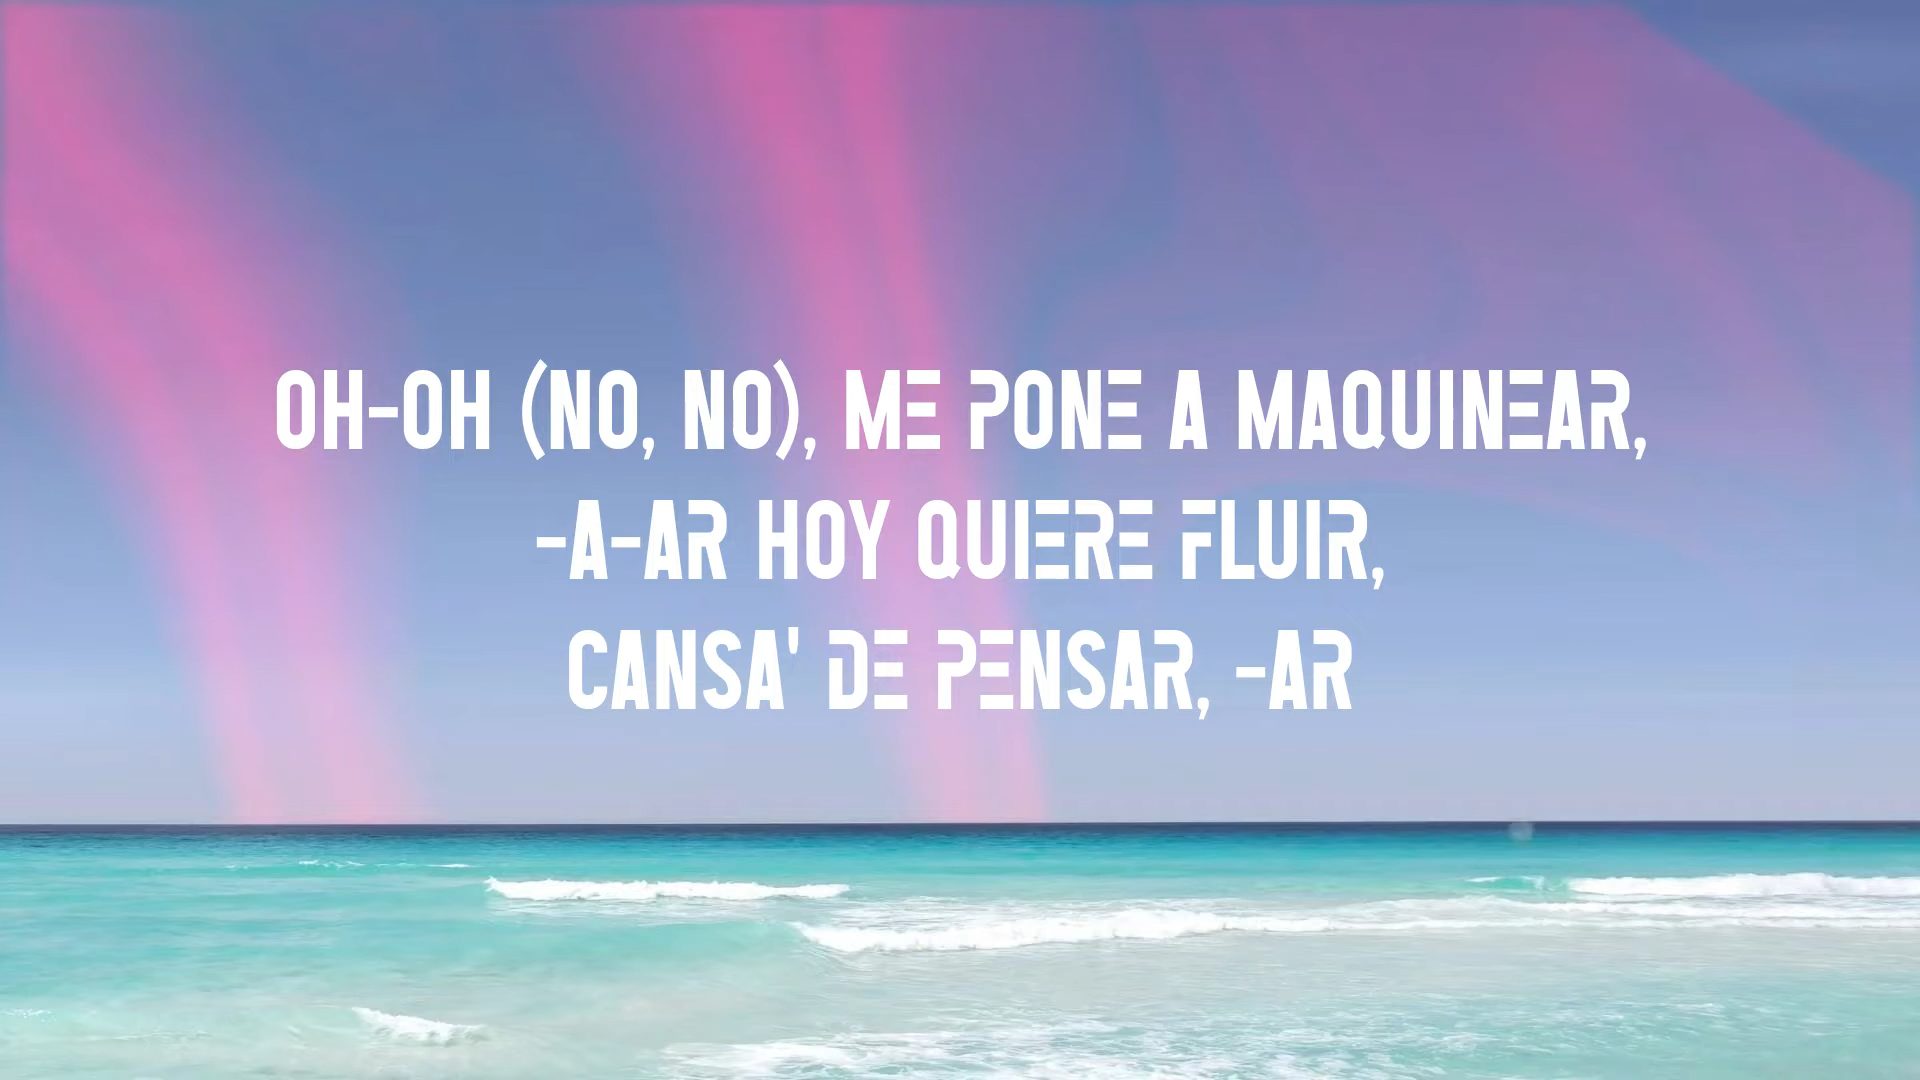 OH-OH (NO, NO), ME PONE A MAQUINEAR,
-A-AR HOY QUIERE FLUIR,
CANSA' DE PENSAR, -AR